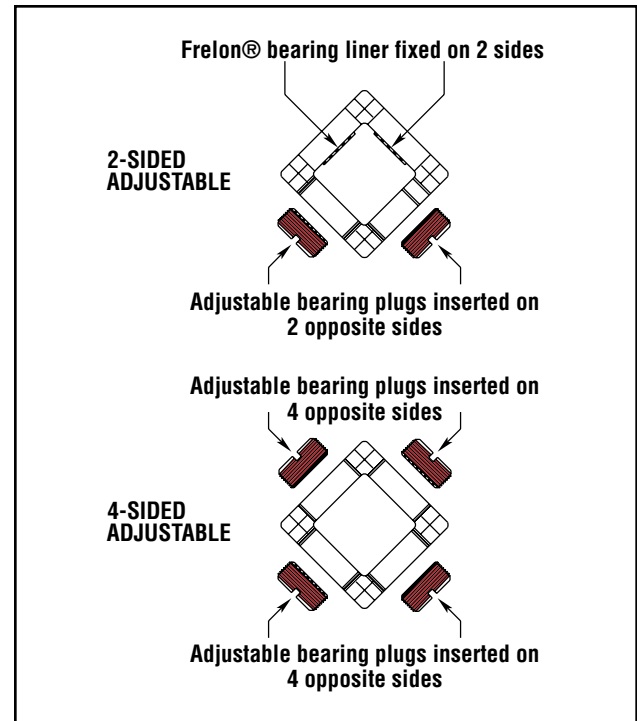 Frelon® bearing liner fixed on 2 sides
2-SIDED
ADJUSTABLE
Adjustable bearing plugs inserted on
2 opposite sides
Adjustable bearing plugs inserted on
4 opposite sides
4-SIDED
ADJUSTABLE
Adjustable bearing plugs inserted on
4 opposite sides